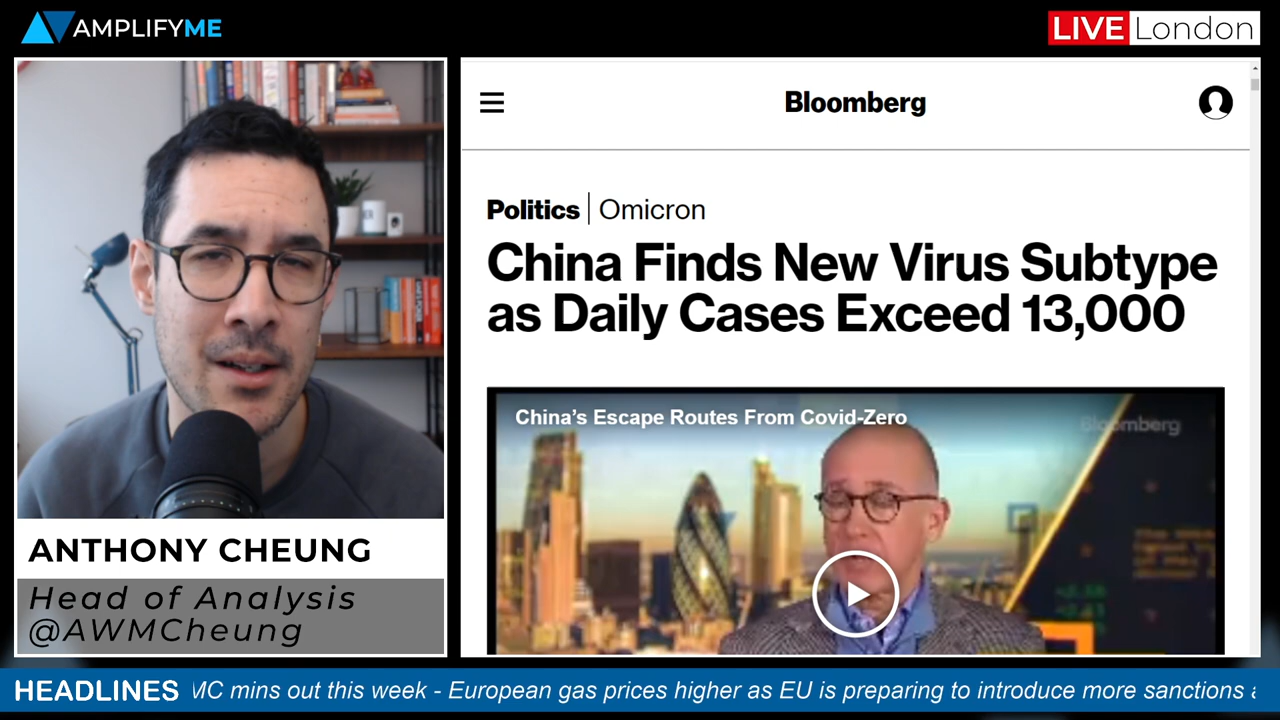 AMPLIFYME
LIVE London
Bloomberg
Politics | Omicron
China Finds New Virus Subtype
as Daily Cases Exceed 13,000
China's Escape Routes From Covid-Zero
Bloomberg
ANTHONY CHEUNG
Head of Analysis
@AWMCheung
HEADLINES MC mins out this week - European gas prices higher as EU is preparing to introduce more sanctions